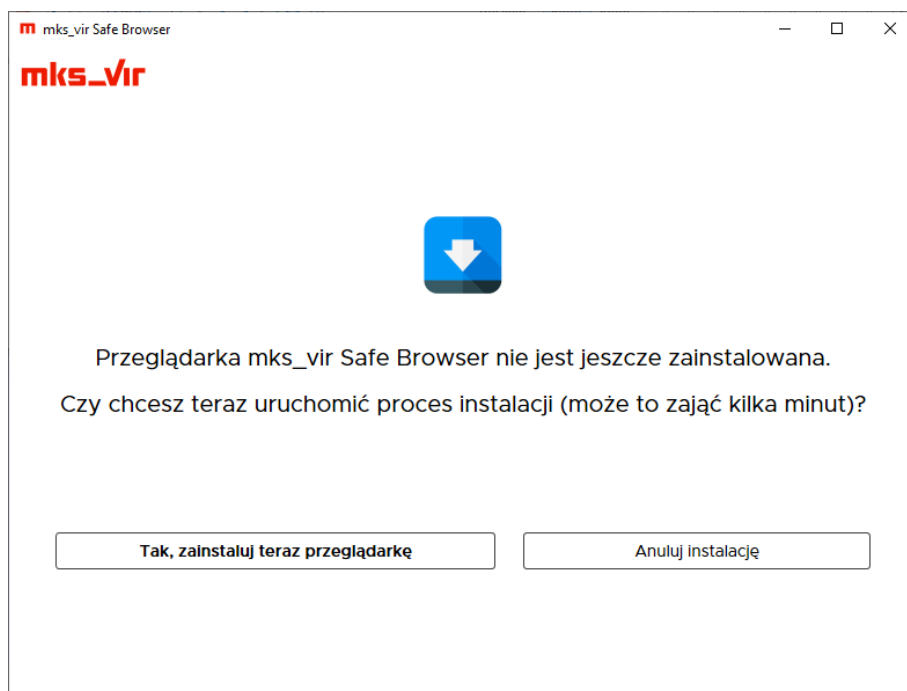 mks_vir Safe Browser
mks_vir
Przeglądarka mks_vir Safe Browser nie jest jeszcze zainstalowana.
Czy chcesz teraz uruchomić proces instalacji (może to zająć kilka minut)?
Tak, zainstaluj teraz przeglądarkę
Anuluj instalację